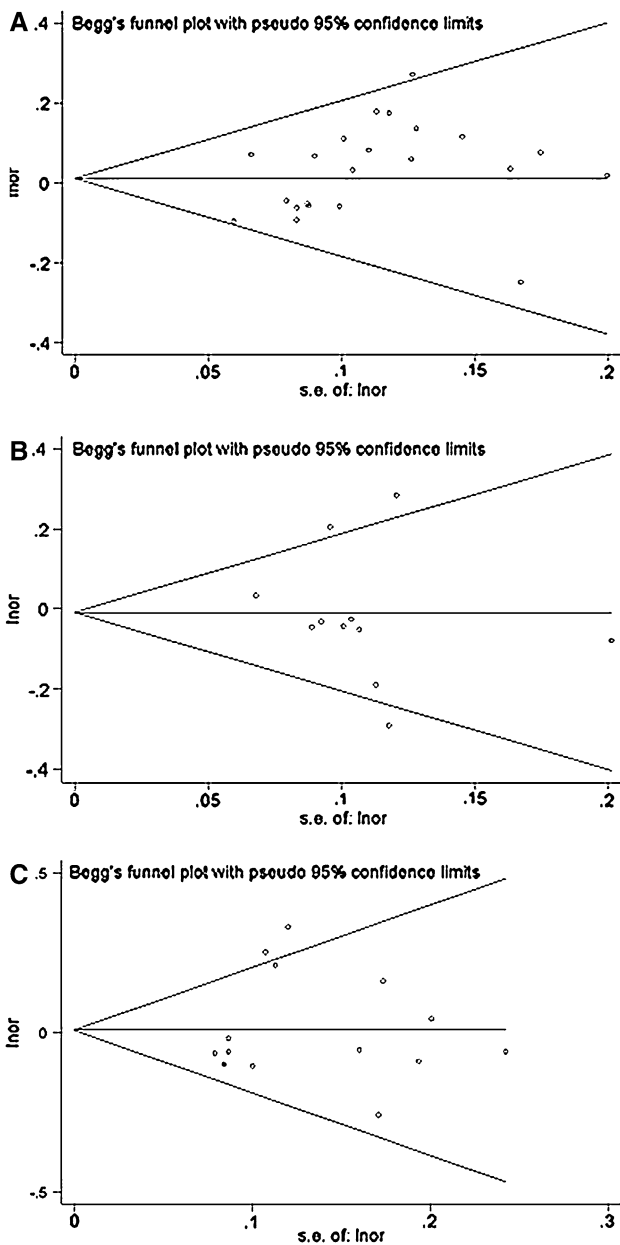 A
Begg's funnel plot with pseudo 95% confidence limits
.4
.2
0
-.2
-.4
lnor
0 .05 .1 .15 .2
s.e. of: lnor
B
Begg's funnel plot with pseudo 95% confidence limits
.4
.2
0
-.2
-.4
lnor
0 .05 .1 .15 .2
s.e. of: lnor
C
Begg's funnel plot with pseudo 95% confidence limits
.5
0
-.5
lnor
0 .1 .2 .3
s.e. of: lnor